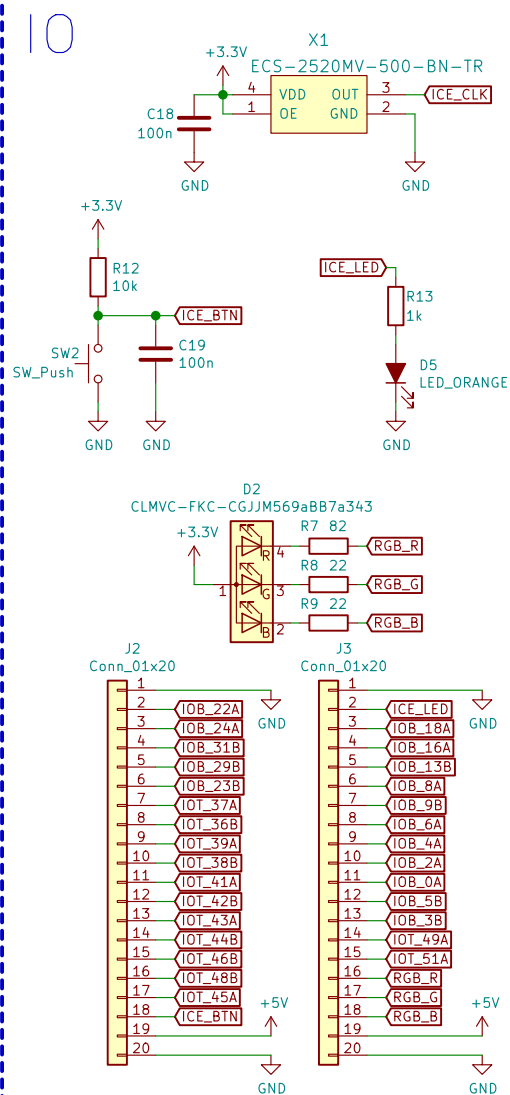 IO
X1
ECS-2520MV-500-BN-TR
+3.3V
4 VDD OUT 3 ICE_CLK
1 OE GND 2
C18
100n
GND GND
+3.3V
R12
10k
ICE_BTN
SW2
SW_Push
C19
100n
GND GND
ICE_LED
R13
1k
D5
LED_ORANGE
GND
D2
CLMVC-FKC-CGJJM569aBB7a343
+3.3V
R 4 R7 82 RGB_R
1 G 3 R8 22 RGB_G
B 2 R9 22 RGB_B
J2
Conn_01x20
1 GND
2 IOB_22A
3 IOB_24A
4 IOB_31B
5 IOB_29B
6 IOB_23B
7 IOT_37A
8 IOT_36B
9 IOT_39A
10 IOT_38B
11 IOT_41A
12 IOT_42B
13 IOT_43A
14 IOT_44B
15 IOT_46B
16 IOT_48B
17 IOT_45A
18 ICE_BTN
19 +5V
20 GND
J3
Conn_01x20
1 GND
2 ICE_LED
3 IOB_18A
4 IOB_16A
5 IOB_13B
6 IOB_8A
7 IOB_9B
8 IOB_6A
9 IOB_4A
10 IOB_2A
11 IOB_0A
12 IOB_5B
13 IOB_3B
14 IOT_49A
15 IOT_51A
16 RGB_R
17 RGB_G
18 RGB_B
19 +5V
20 GND